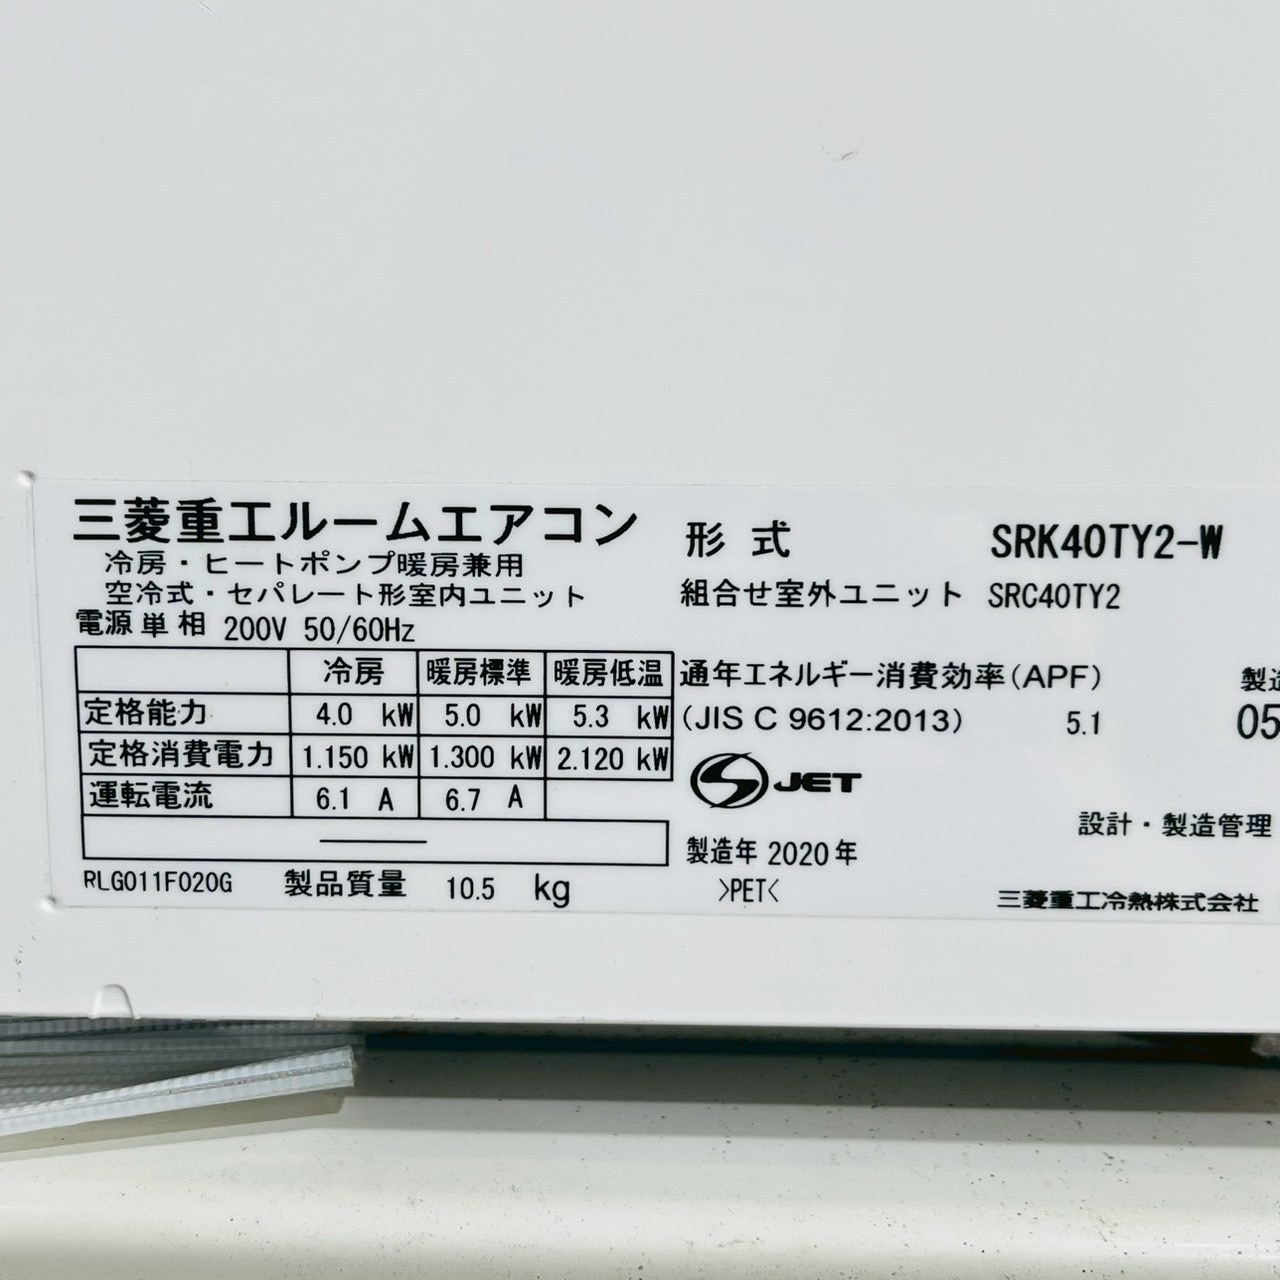 三菱重工ルームエアコン
冷房・ヒートポンプ暖房兼用
空冷式・セパレート形室内ユニット
電源 単相 200V 50/60Hz
形式 SRK40TY2-W
組合せ室外ユニット SRC40TY2
冷房 暖房標準 暖房低温
定格能力 4.0 kW 5.0 kW 5.3 kW
定格消費電力 1.150 kW 1.300 kW 2.120 kW
運転電流 6.1 A 6.7 A
RLG011F020G 製品質量 10.5 kg
通年エネルギー消費効率(APF)
(JIS C 9612:2013) 5.1
JET
製造年 2020年
>PET<
製造
05
設計・製造管理
三菱重工冷熱株式会社